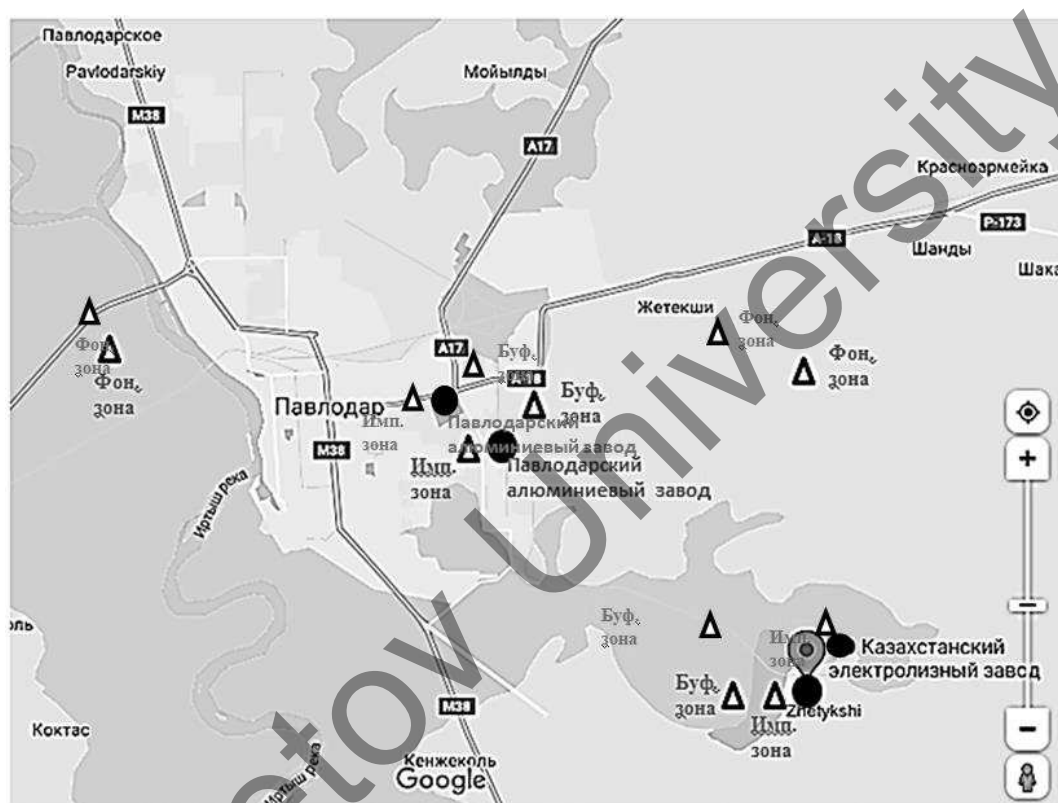 Павлодарское
Pavlodarskiy
Мойылды
M38
A17
Красноармейка
P-173
A-18
Шанды
Шака
Жетекши
Фон.
зона
Фон.
зона
Фон.
зона
Фон.
зона
A17
Буф.
зона
A-18
Буф.
зона
Павлодар
Имп.
зона
Павлодарский
алюминиевый завод
M38
Имп.
зона
Павлодарский
алюминиевый завод
Иртыш река
оль
Буф.
зона
Имп.
зона
Казахстанский
электролизный завод
Буф.
зона
Zhetykshi
Имп.
зона
M38
Коктас
Кенжеколь
Google
Иртыш река
etov University